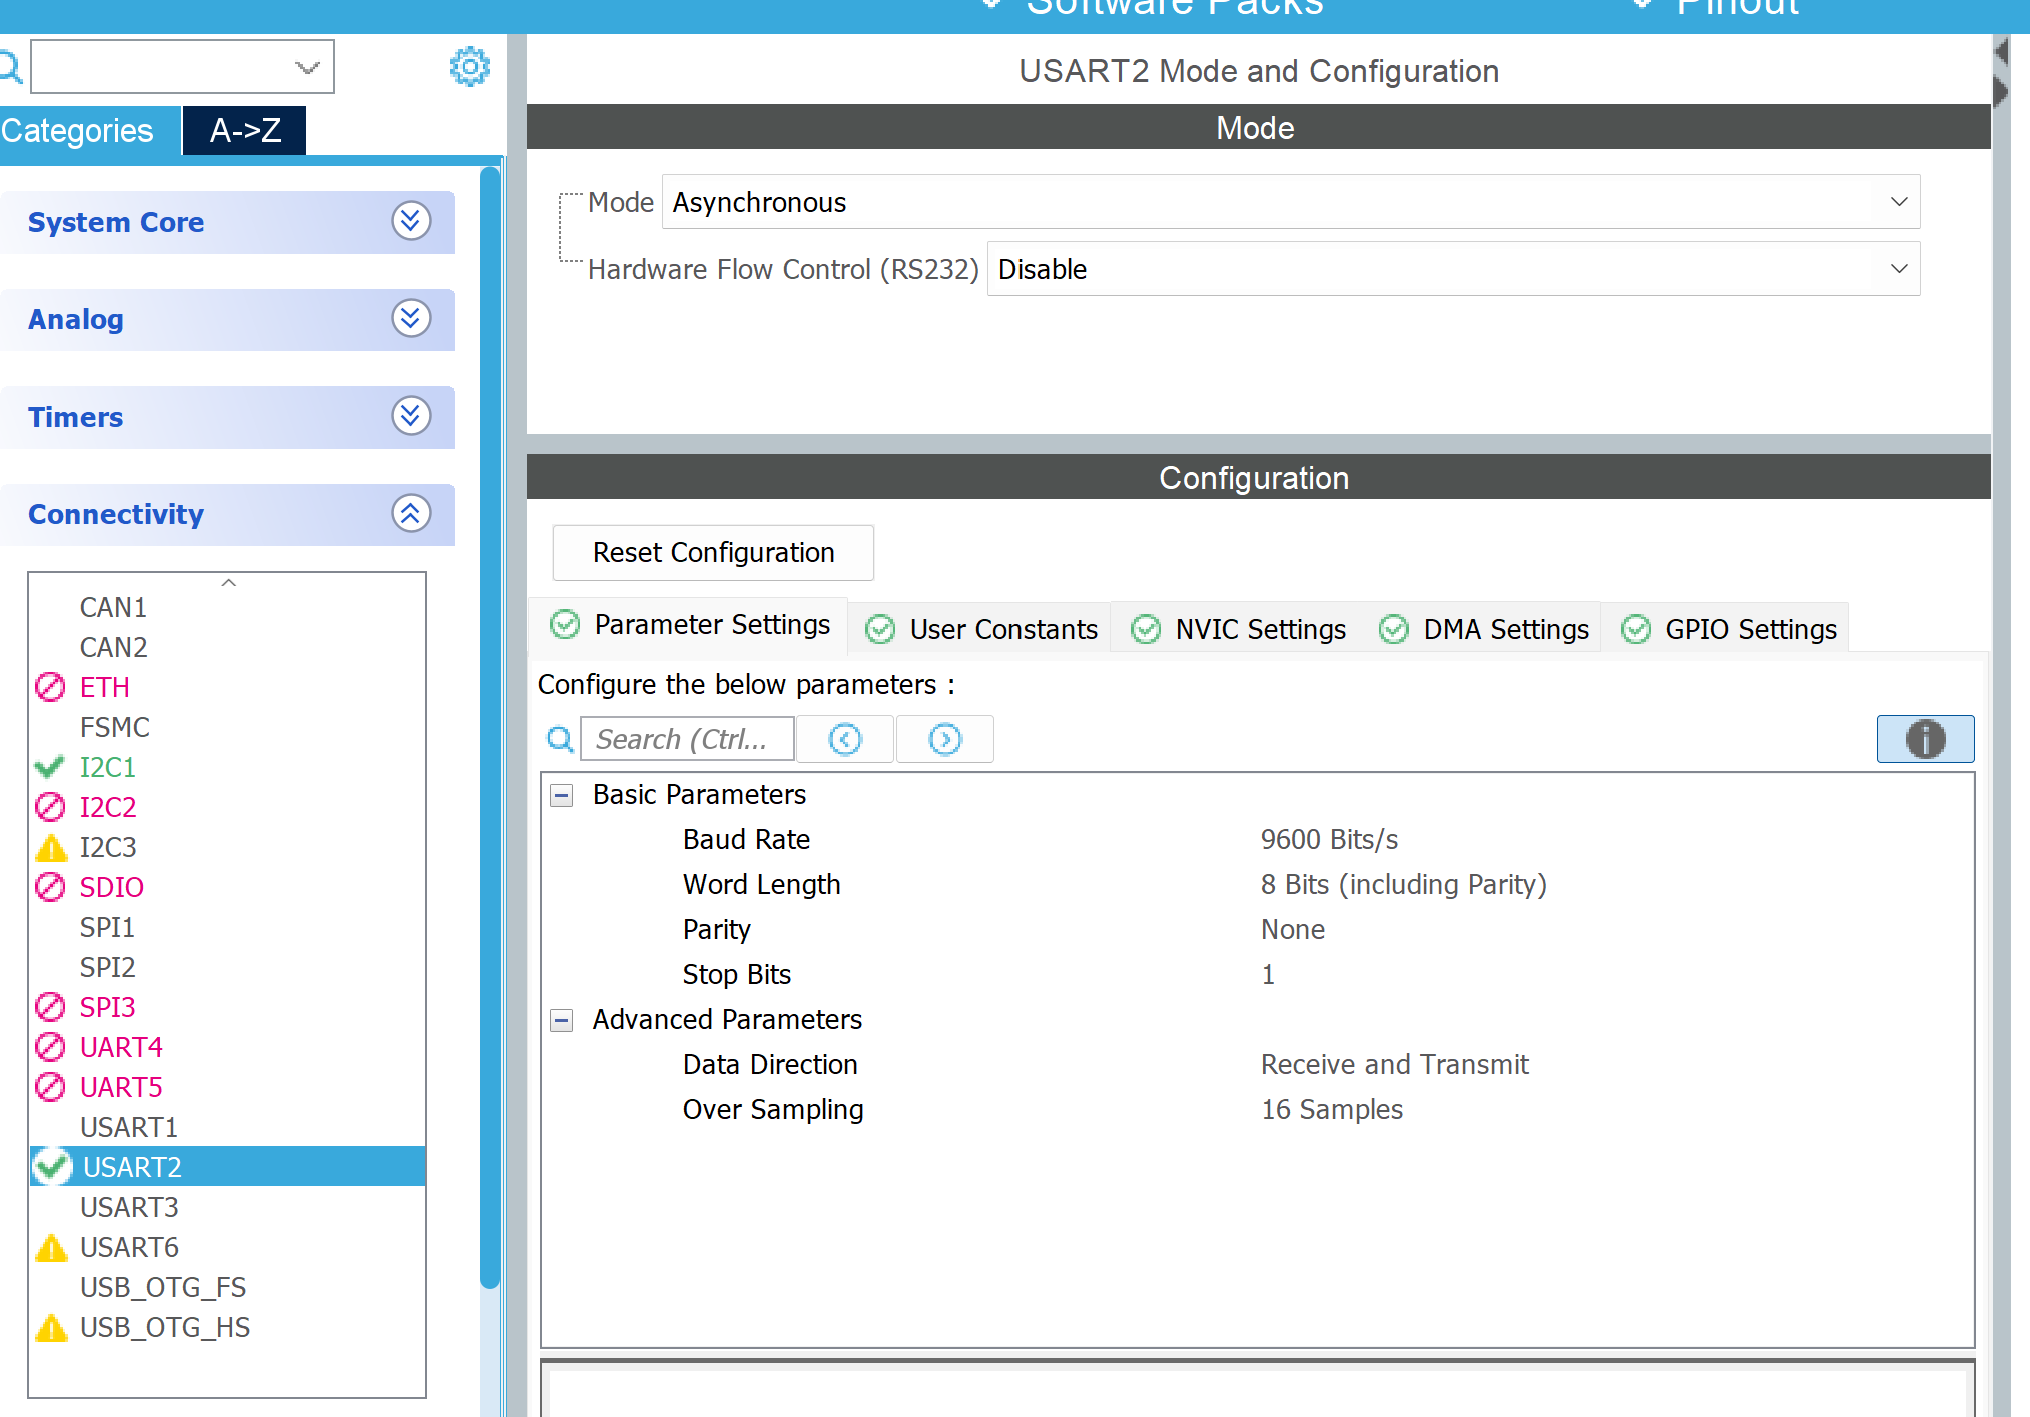 Software Packs
Pinout
Categories
A->Z
System Core
Analog
Timers
Connectivity
CAN1
CAN2
ETH
FSMC
I2C1
I2C2
I2C3
SDIO
SPI1
SPI2
SPI3
UART4
UART5
USART1
USART2
USART3
USART6
USB_OTG_FS
USB_OTG_HS
USART2 Mode and Configuration
Mode
Mode Asynchronous
Hardware Flow Control (RS232) Disable
Configuration
Reset Configuration
Parameter Settings
User Constants
NVIC Settings
DMA Settings
GPIO Settings
Configure the below parameters :
Search (Ctrl...
Basic Parameters
Baud Rate 9600 Bits/s
Word Length 8 Bits (including Parity)
Parity None
Stop Bits 1
Advanced Parameters
Data Direction Receive and Transmit
Over Sampling 16 Samples